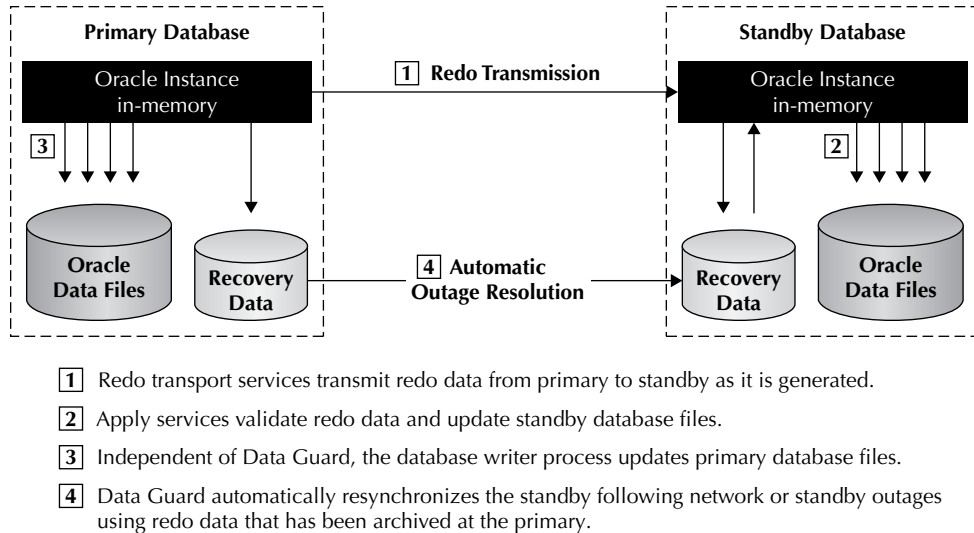 Primary Database
Standby Database
Oracle Instance
in-memory
1 Redo Transmission
Oracle Instance
in-memory
3
2
Oracle
Data Files
Recovery
Data
4 Automatic
Outage Resolution
Recovery
Data
Oracle
Data Files
1 Redo transport services transmit redo data from primary to standby as it is generated.
2 Apply services validate redo data and update standby database files.
3 Independent of Data Guard, the database writer process updates primary database files.
4 Data Guard automatically resynchronizes the standby following network or standby outages
using redo data that has been archived at the primary.